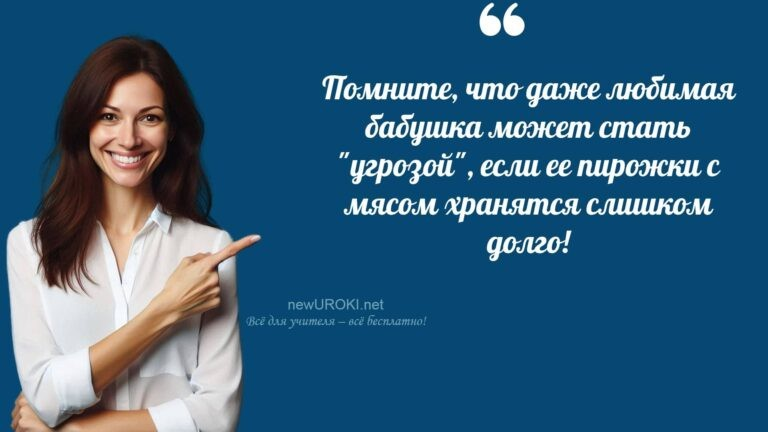 ❝
Помните, что даже любимая
бабушка может стать
"угрозой", если ее пирожки с
мясом хранятся слишком
долго!
newUROKI.net
Всё для учителя – всё бесплатно!